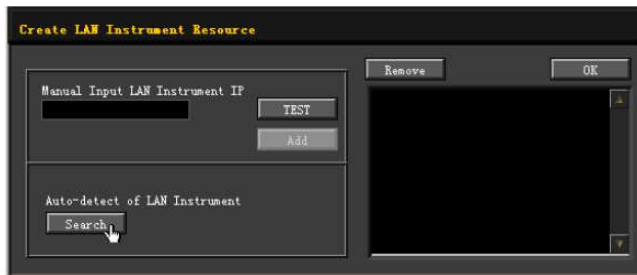 Create LAN Instrument Resource
Remove
OK
Manual Input LAN Instrument IP
TEST
Add
Auto-detect of LAN Instrument
Search